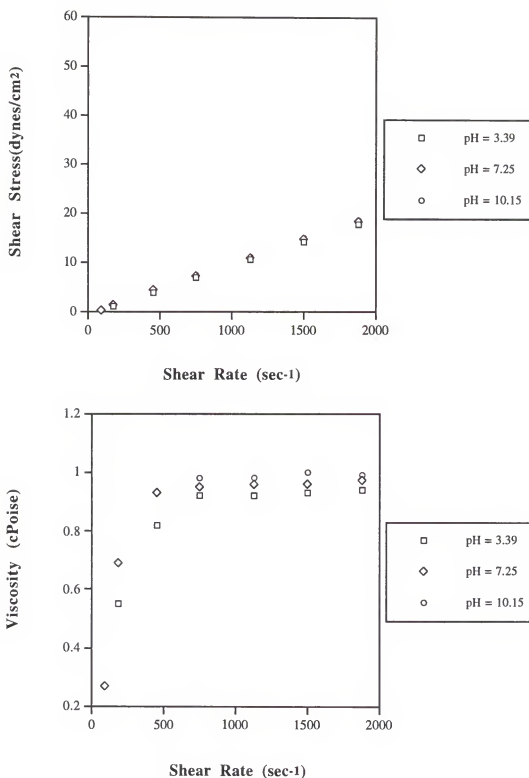 60
50
40
30
20
10
0
0 500 1000 1500 2000
Shear Stress(dynes/cm2)
Shear Rate (sec-1)
pH = 3.39
pH = 7.25
pH = 10.15
1.2
1
0.8
0.6
0.4
0.2
0 500 1000 1500 2000
Viscosity (cPoise)
Shear Rate (sec-1)
pH = 3.39
pH = 7.25
pH = 10.15